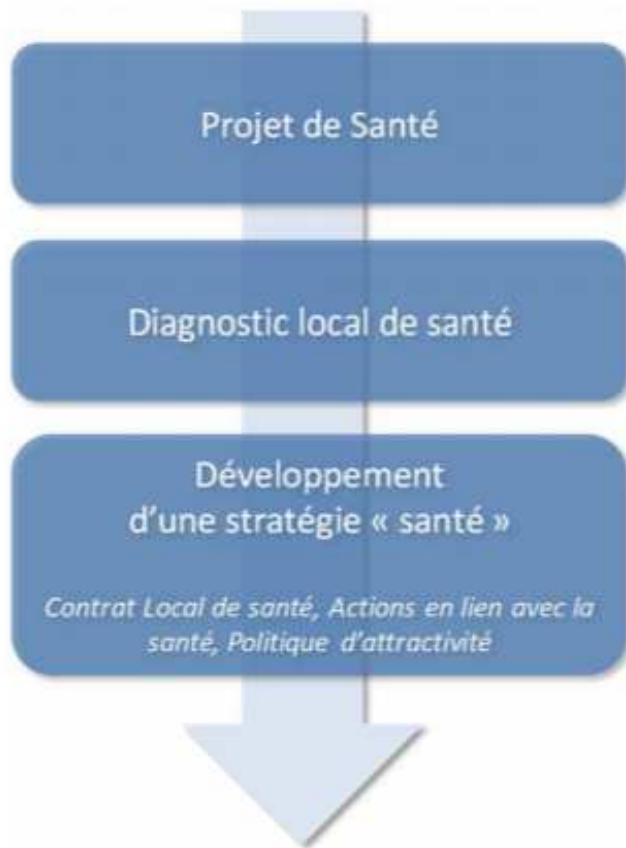 Projet de Santé
Diagnostic local de santé
Développement
d'une stratégie « santé »
Contrat Local de santé, Actions en lien avec la
santé, Politique d'attractivité